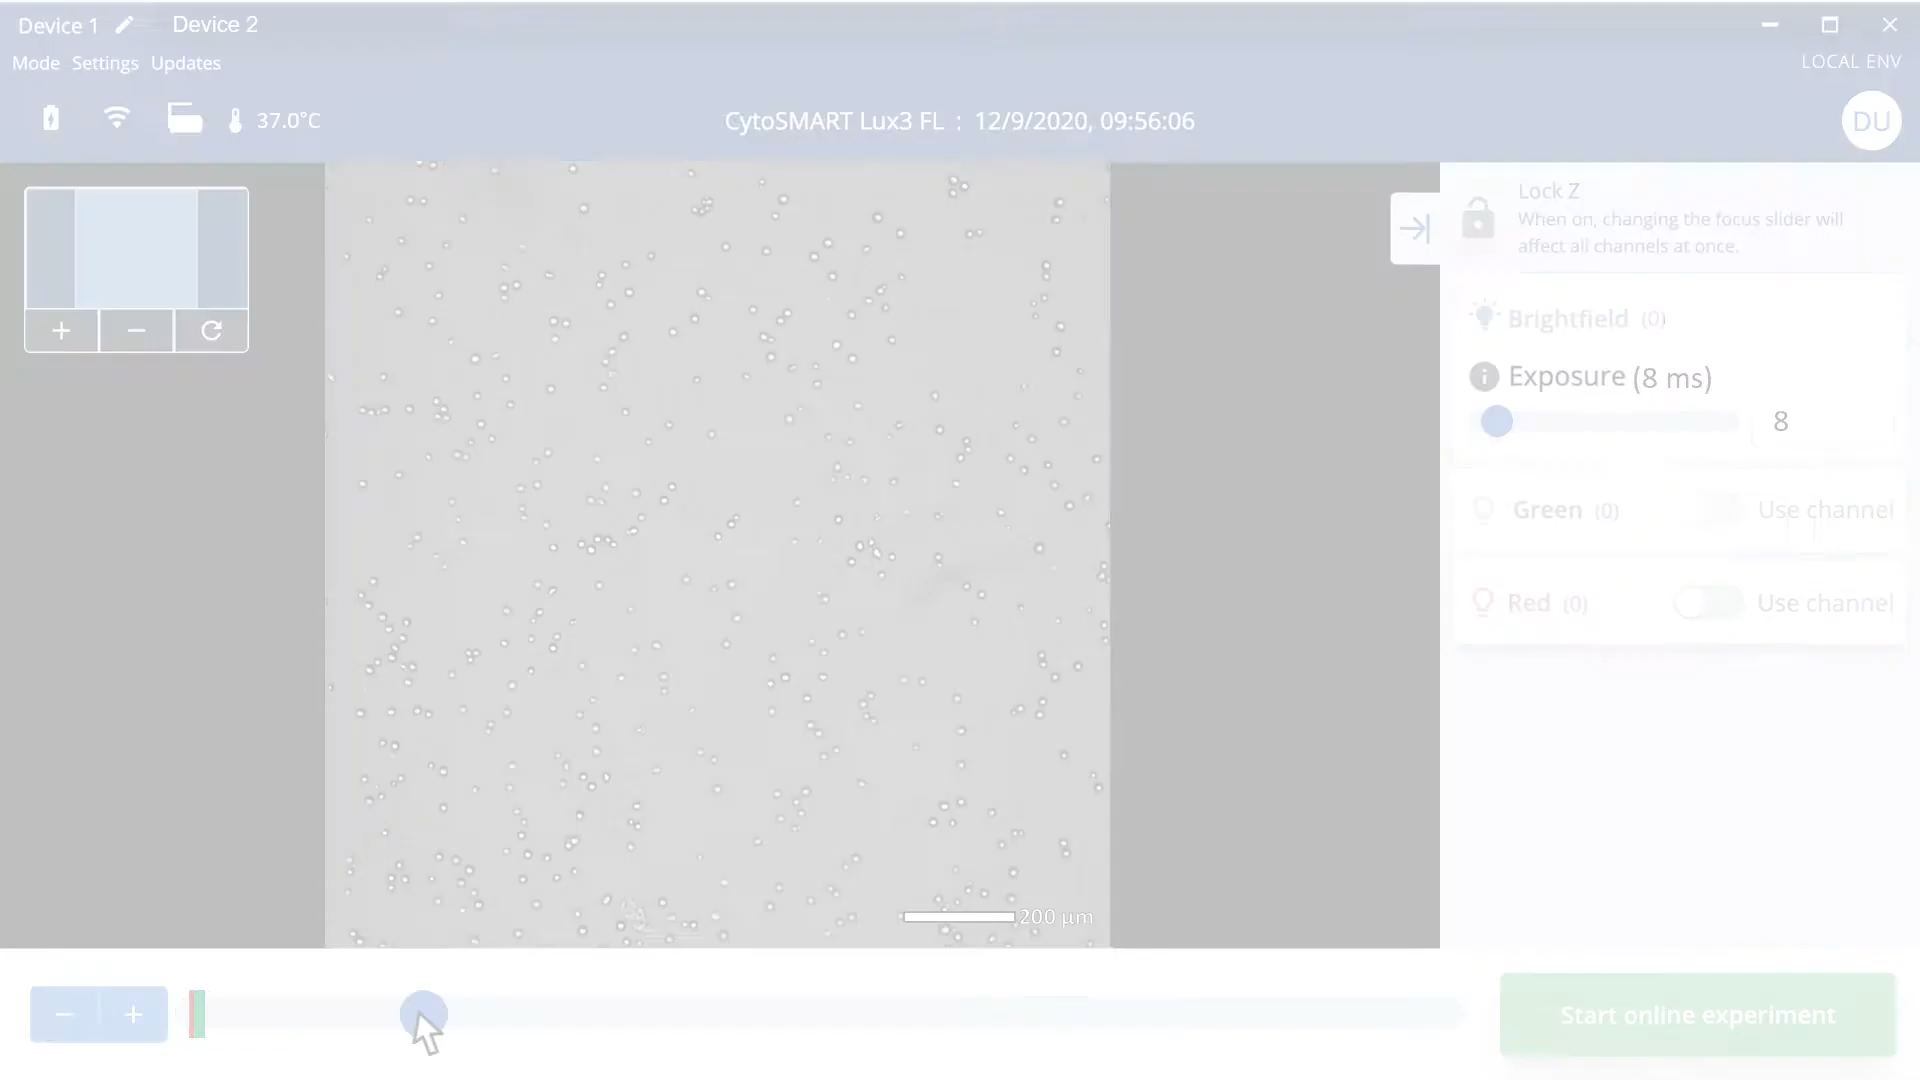 Device 1
Device 2
Mode Settings Updates
LOCAL ENV
37.0°C
CytoSMART Lux3 FL : 12/9/2020, 09:56:06
DU
Lock Z
When on, changing the focus slider will
affect all channels at once.
Brightfield (0)
Exposure (8 ms)
8
Green (0)
Use channel
Red (0)
Use channel
200 µm
Start online experiment